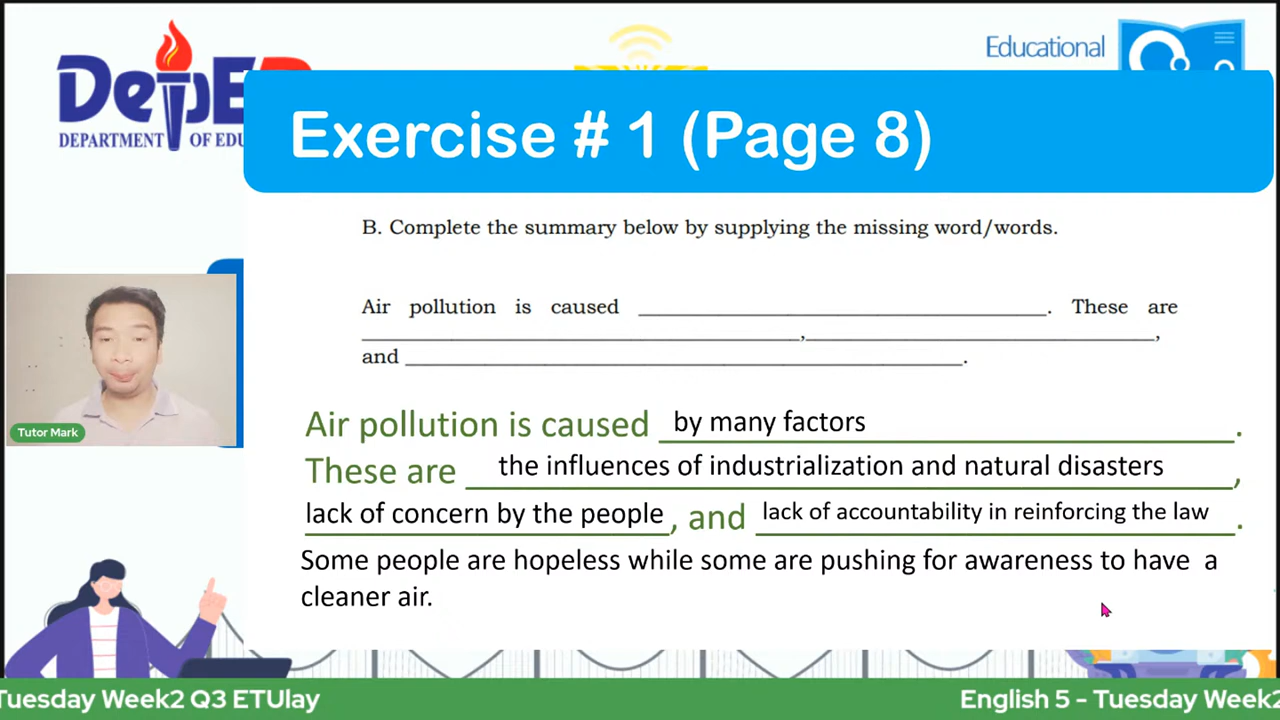 Educational
DepED
DEPARTMENT OF EDU
Exercise # 1 (Page 8)
B. Complete the summary below by supplying the missing word/words.
Air pollution is caused ______________________. These are
______________________,______________________,
and ______________________.
Air pollution is caused by many factors.
These are the influences of industrialization and natural disasters,
lack of concern by the people, and lack of accountability in reinforcing the law.
Some people are hopeless while some are pushing for awareness to have a
cleaner air.
Tutor Mark
Tuesday Week2 Q3 ETUlay
English 5 - Tuesday Week2